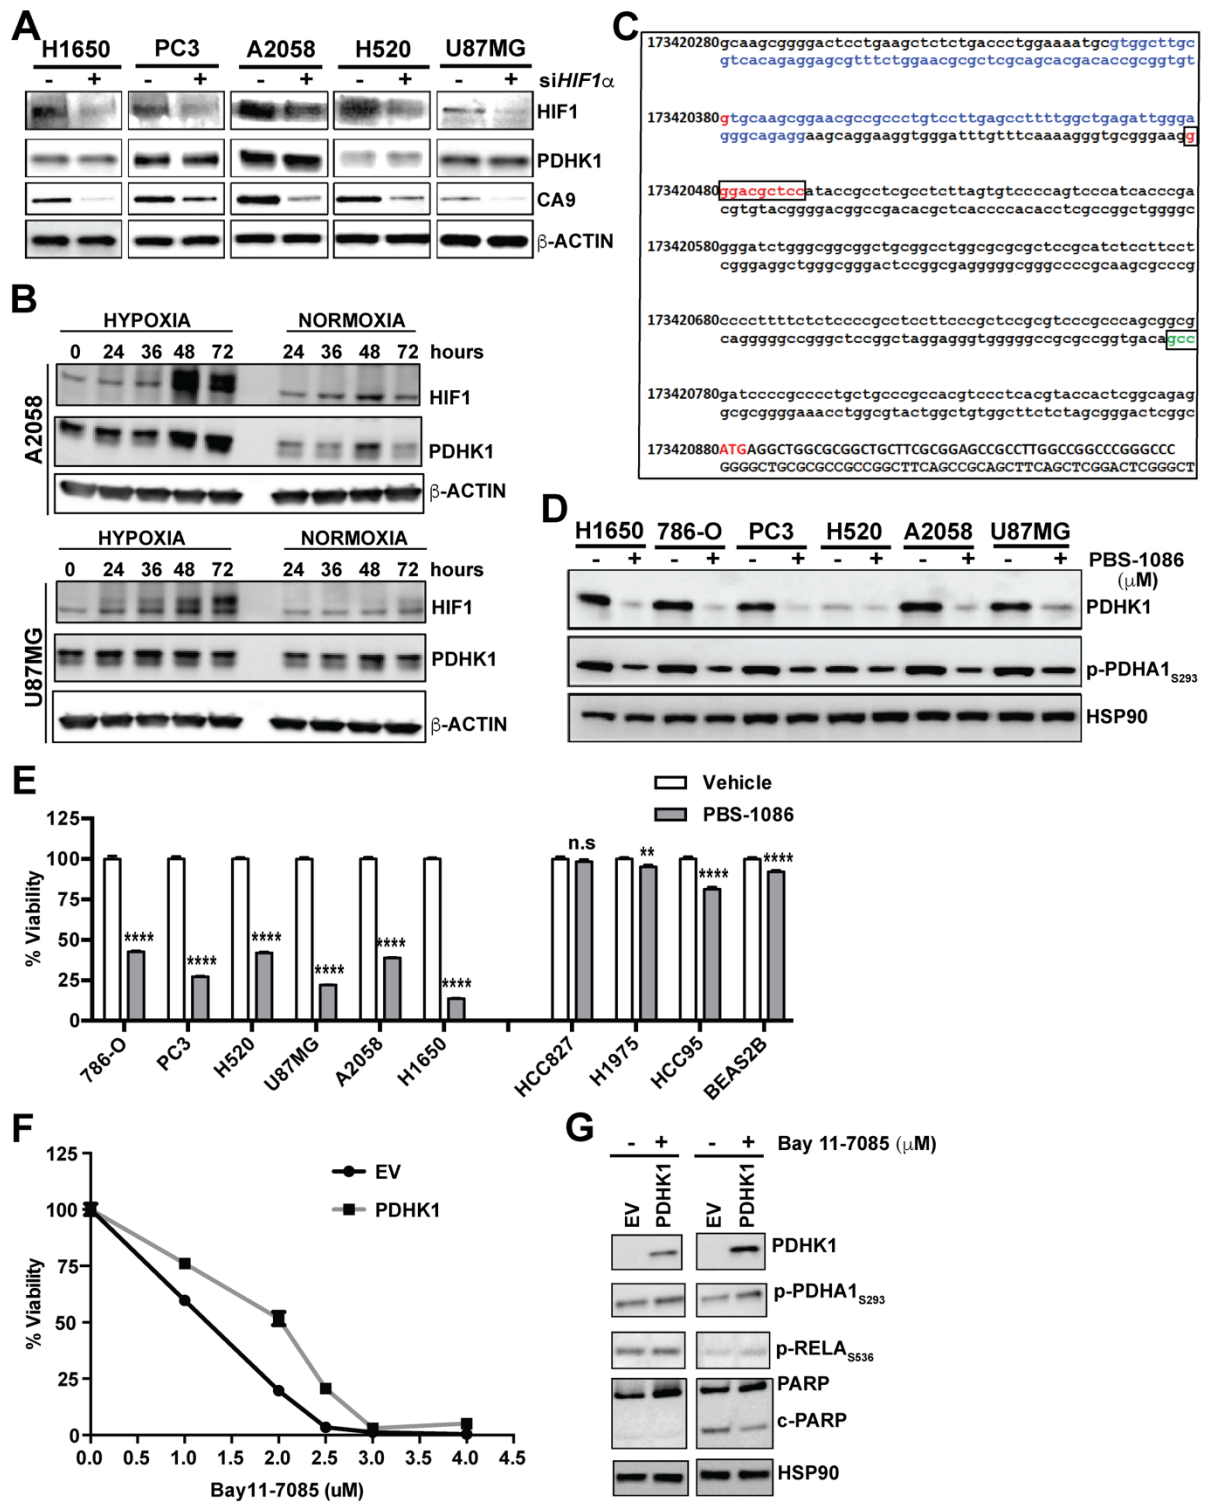 A
H1650 PC3 A2058 H520 U87MG
- + - + - + - + - + siHIF1α
HIF1
PDHK1
CA9
β-ACTIN
B
A2058
HYPOXIA NORMOXIA
0 24 36 48 72 24 36 48 72 hours
HIF1
PDHK1
β-ACTIN
U87MG
HYPOXIA NORMOXIA
0 24 36 48 72 24 36 48 72 hours
HIF1
PDHK1
β-ACTIN
C
173420280gcaagcggggactcctgaagctctctgaccctggaaaatgcgtggcttgc
gtcacagaggagcgtttctggaacgcgctcgcagcacgacaccgcggtgt
173420380gtgcaagcggaacgccgccctgtccttgagccttttggctgagattggga
gggcagaggaagcaggaaggtgggatttgtttcaaaagggtgcgggaagg
173420480ggacgctccataccgcctcgcctcttagtgtccccagtcccatcacccga
cgtgtacggggacggccgacacgctcaccccacacctcgccggctggggc
173420580gggatctgggcggcggctgcggcctggcgcgcgcgctccgcatctccttcct
cgggaggctgggcgggactccggcgagggggcgggccccgcaagcgcccg
173420680ccccttttctctccccgcctccttcccgctccgcgtcccgcccagcggcg
cagggggccgggctccggctaggagggtgggggccgcgccggtgacagcc
173420780gatccccgcccctgctgcccgccacgtccctcacgtaccactcggcagag
gcgcggggaaacctggcgtactggctgtggcttctctagcgggactcggc
173420880ATGAGGCTGGCGCGGCTGCTTCGCGGAGCCGCCTTGGCCGGCCCGGGCCC
GGGGCTGCGCGCCGCCGGCTTCAGCCGCAGCTTCAGCTCGGACTCGGGCT
D
H1650 786-O PC3 H520 A2058 U87MG
- + - + - + - + - + - + PBS-1086
(μM)
PDHK1
p-PDHA1S293
HSP90
E
Vehicle
PBS-1086
% Viability
125
100
75
50
25
0
**** **** **** **** **** **** n.s ** **** ****
786-O PC3 H520 U87MG A2058 H1650 HCC827 H1975 HCC95 BEAS2B
F
EV
PDHK1
% Viability
125
100
75
50
25
0
0.0 0.5 1.0 1.5 2.0 2.5 3.0 3.5 4.0 4.5
Bay11-7085 (uM)
G
- + - + Bay 11-7085 (μM)
EV PDHK1 EV PDHK1
PDHK1
p-PDHA1S293
p-RELAS536
PARP
c-PARP
HSP90